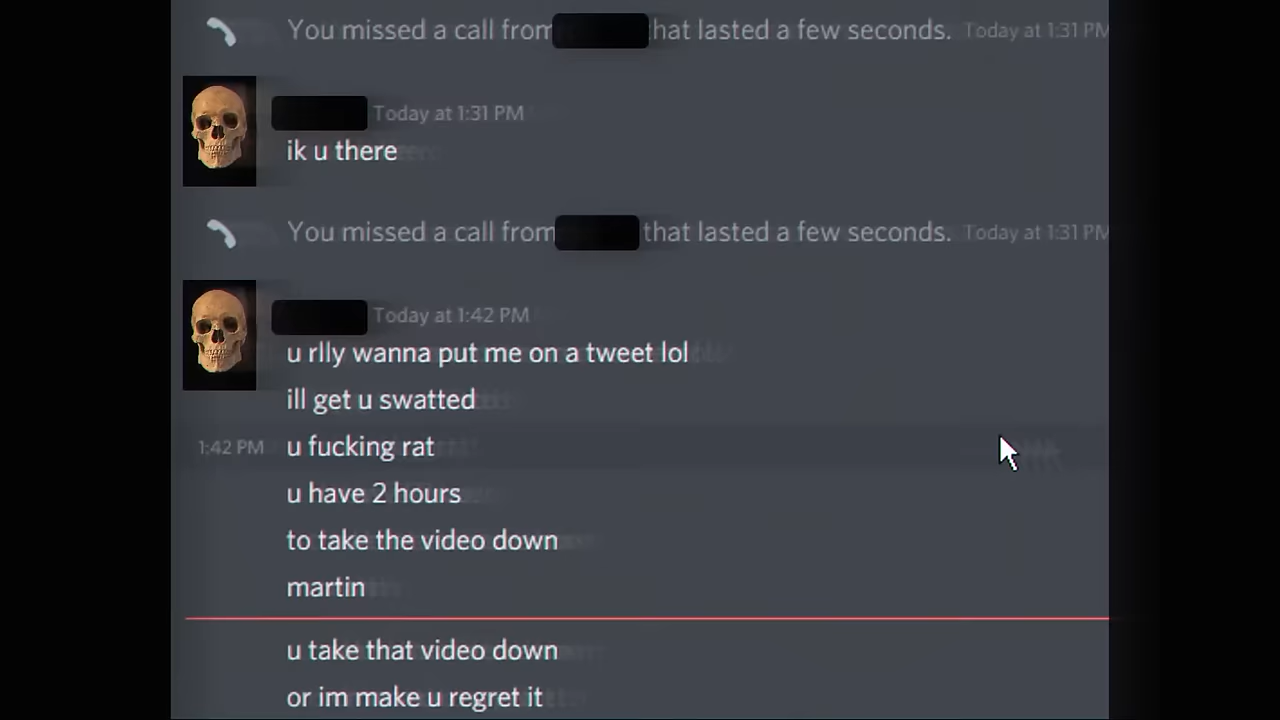 You missed a call from hat lasted a few seconds. Today at 1:31 PM
Today at 1:31 PM
ik u there
You missed a call from that lasted a few seconds. Today at 1:31 PM
Today at 1:42 PM
u rlly wanna put me on a tweet lol
ill get u swatted
1:42 PM u fucking rat
u have 2 hours
to take the video down
martin
u take that video down
or im make u regret it